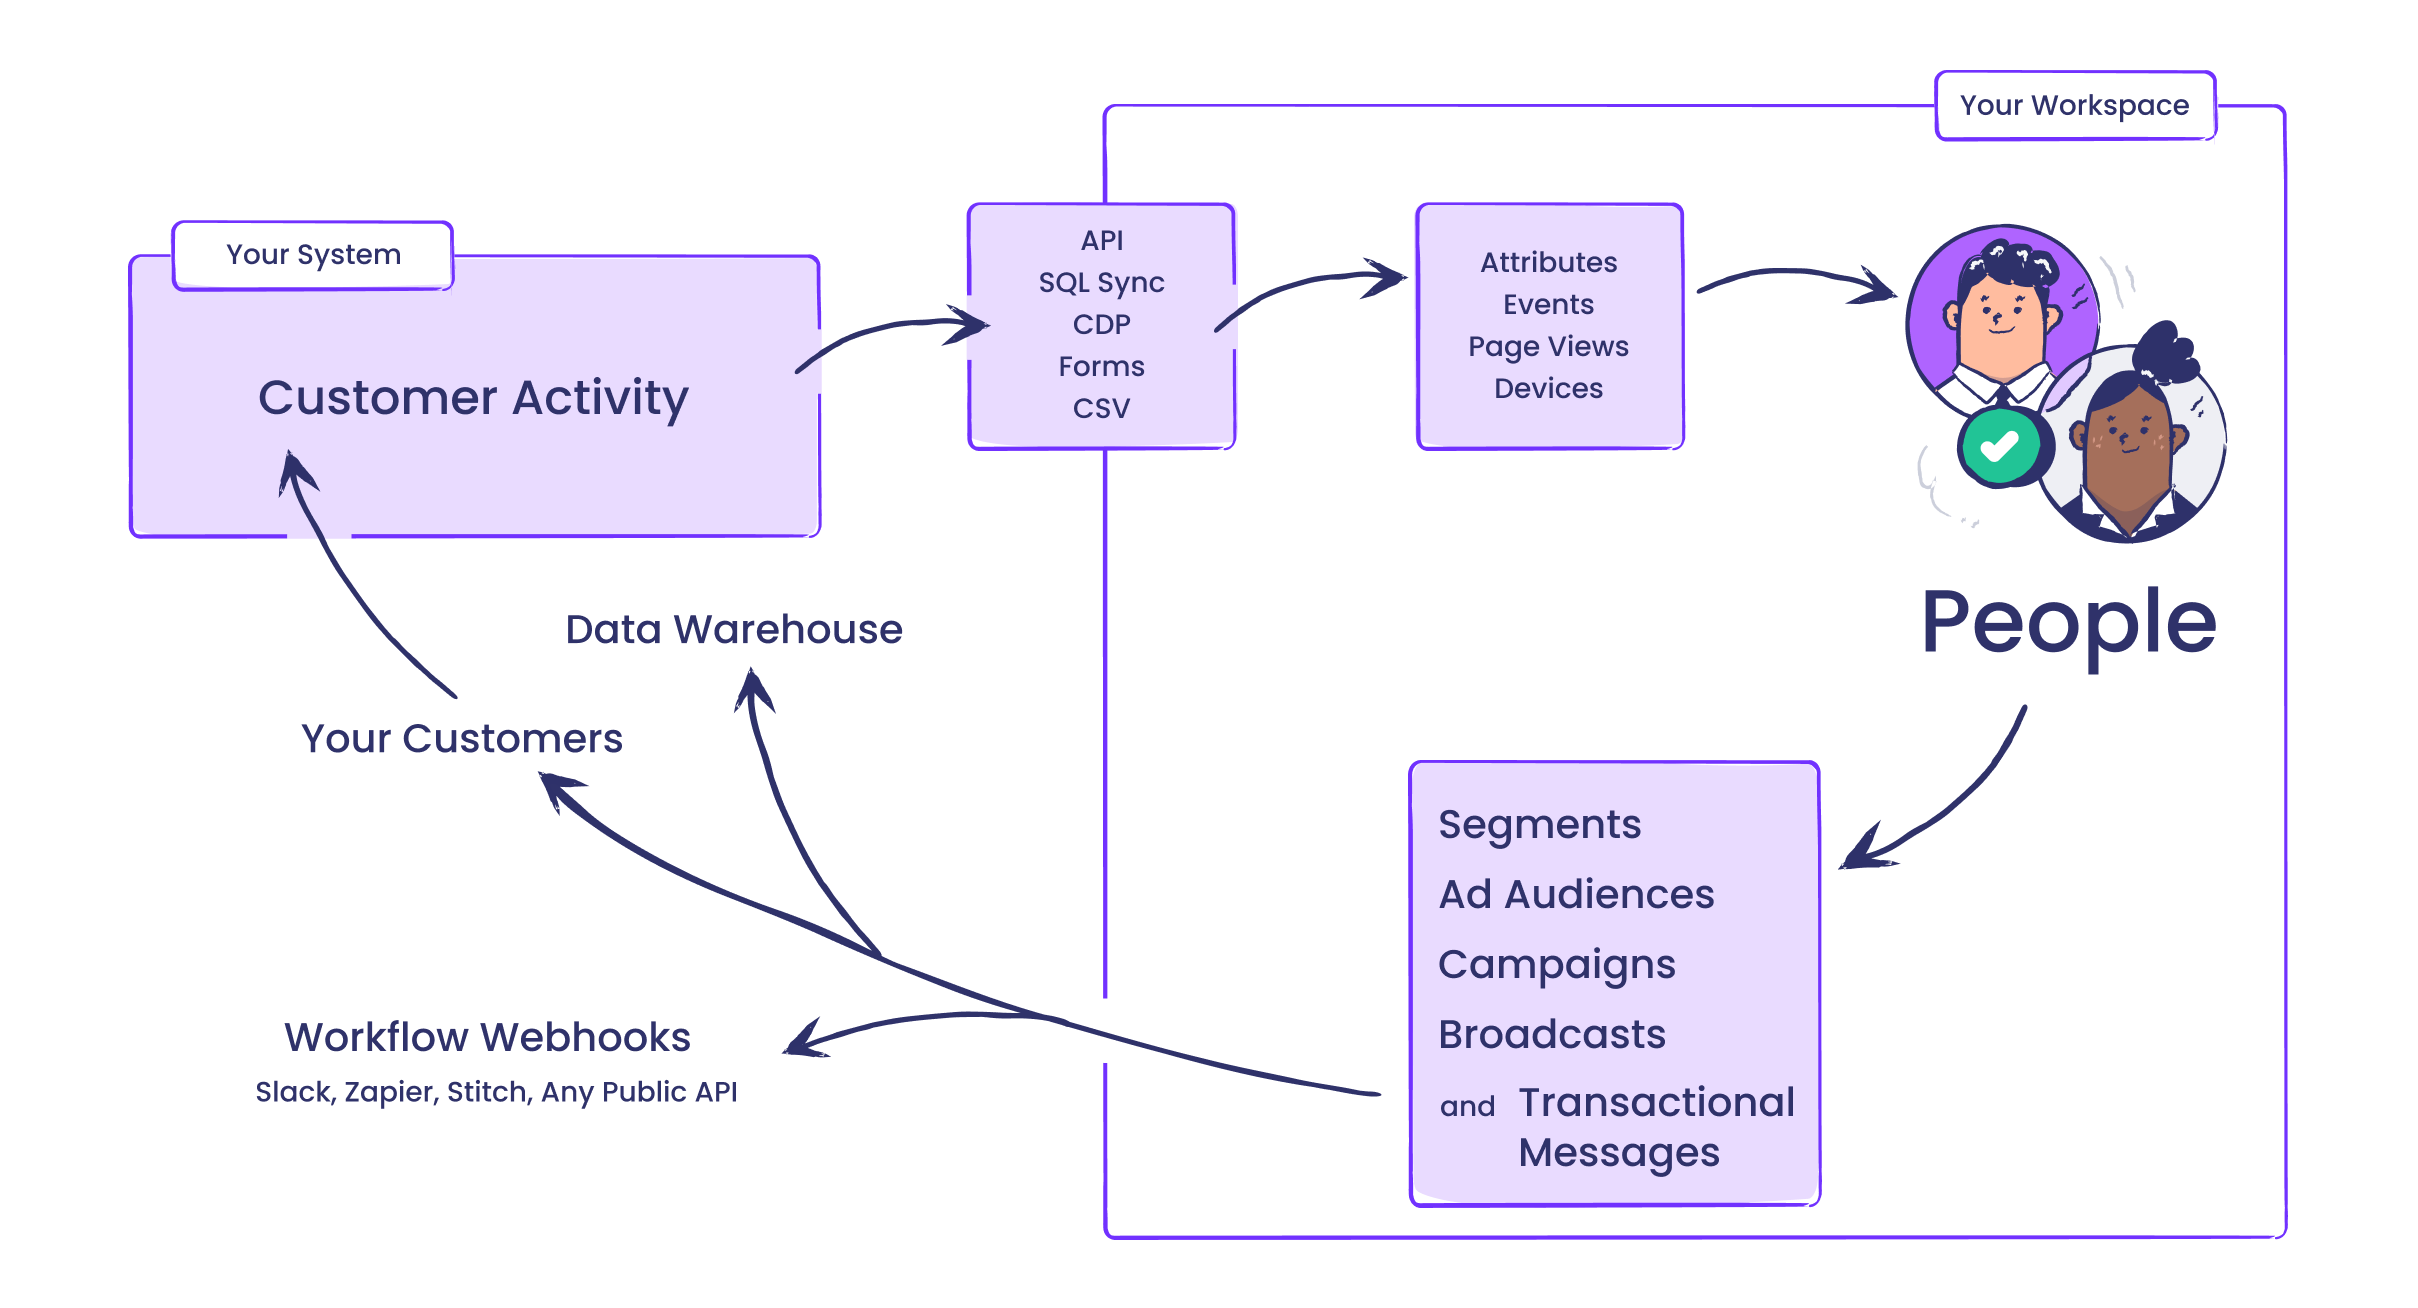 Your Workspace
Your System
Customer Activity
API
SQL Sync
CDP
Forms
CSV
Attributes
Events
Page Views
Devices
People
Data Warehouse
Your Customers
Workflow Webhooks
Slack, Zapier, Stitch, Any Public API
Segments
Ad Audiences
Campaigns
Broadcasts
and Transactional
Messages